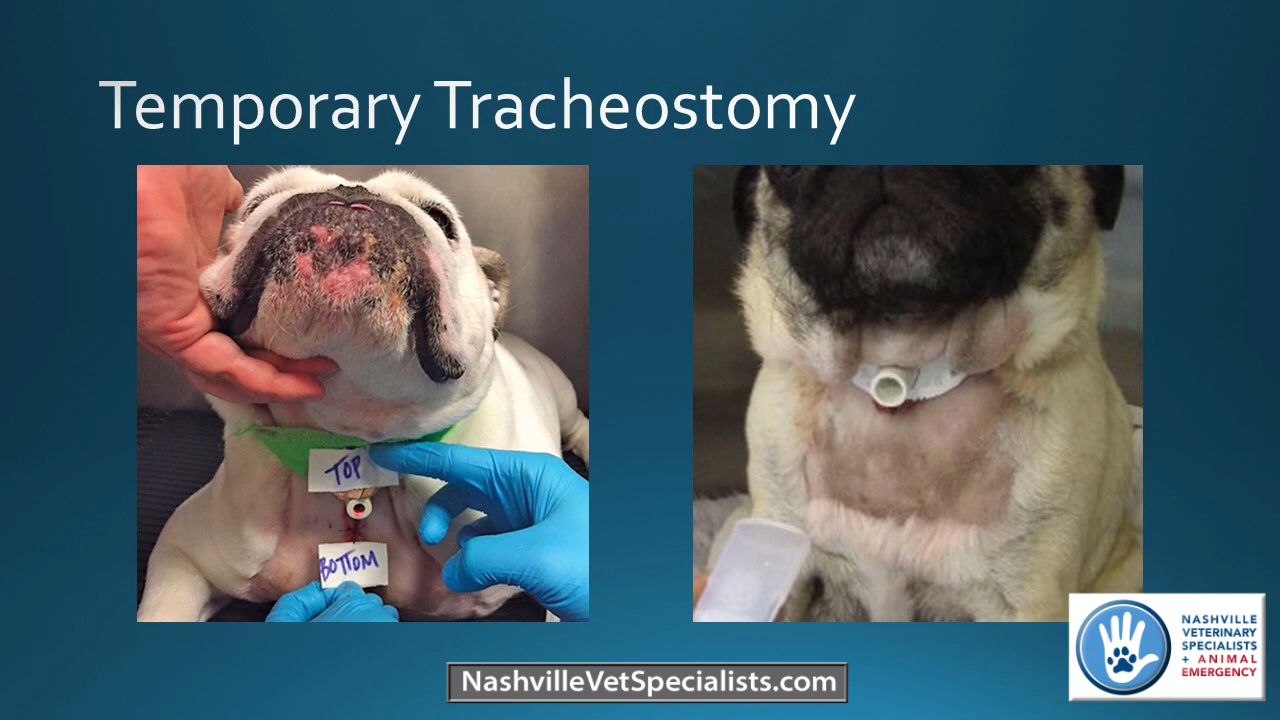 Temporary Tracheostomy
TOP
BOTTOM
NASHVILLE
VETERINARY
SPECIALISTS
+ ANIMAL
EMERGENCY
NashvilleVetSpecialists.com